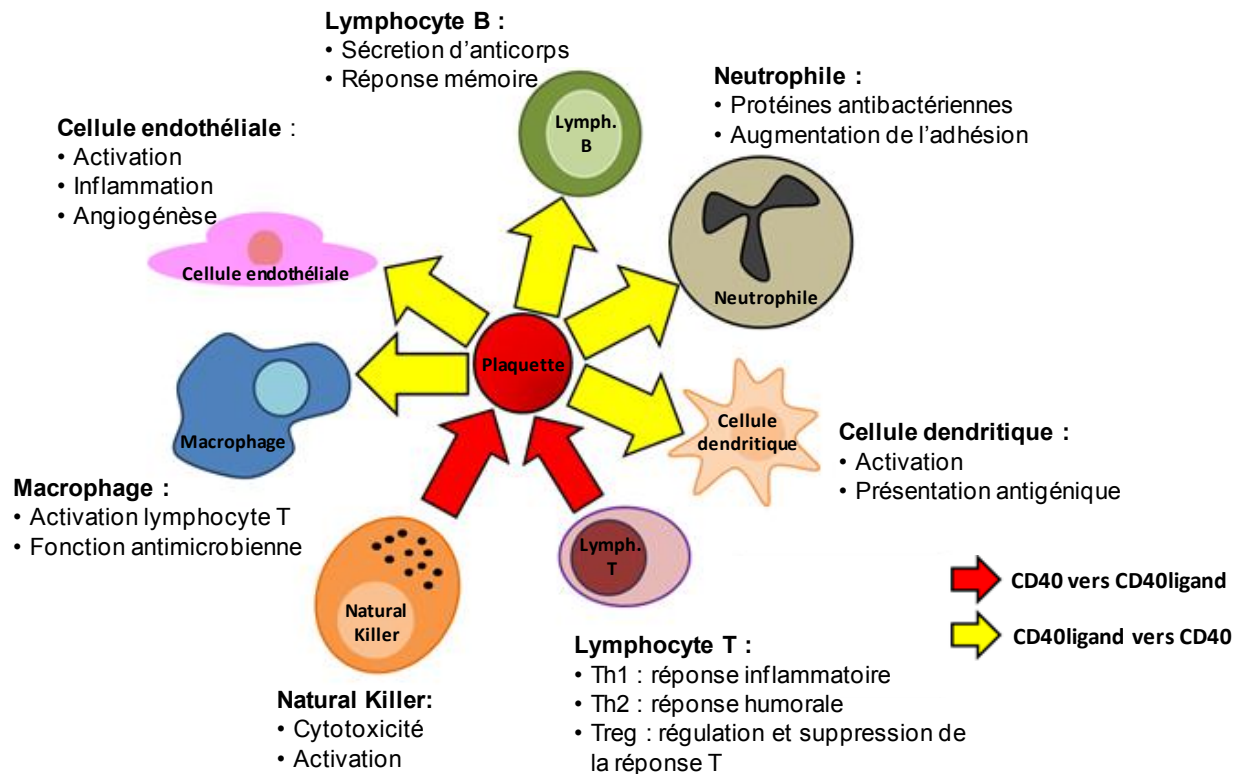 Lymphocyte B :
• Sécretion d’anticorps
• Réponse mémoire
Lymph.
B
Neutrophile :
• Protéines antibactériennes
• Augmentation de l’adhésion
Neutrophile
Cellule endothéliale :
• Activation
• Inflammation
• Angiogénèse
Cellule endothéliale
Plaquette
Macrophage
Macrophage :
• Activation lymphocyte T
• Fonction antimicrobienne
Cellule
dendritique
Cellule dendritique :
• Activation
• Présentation antigénique
Natural
Killer
Natural Killer:
• Cytotoxicité
• Activation
Lymph.
T
Lymphocyte T :
• Th1 : réponse inflammatoire
• Th2 : réponse humorale
• Treg : régulation et suppression de
la réponse T
CD40 vers CD40ligand
CD40ligand vers CD40